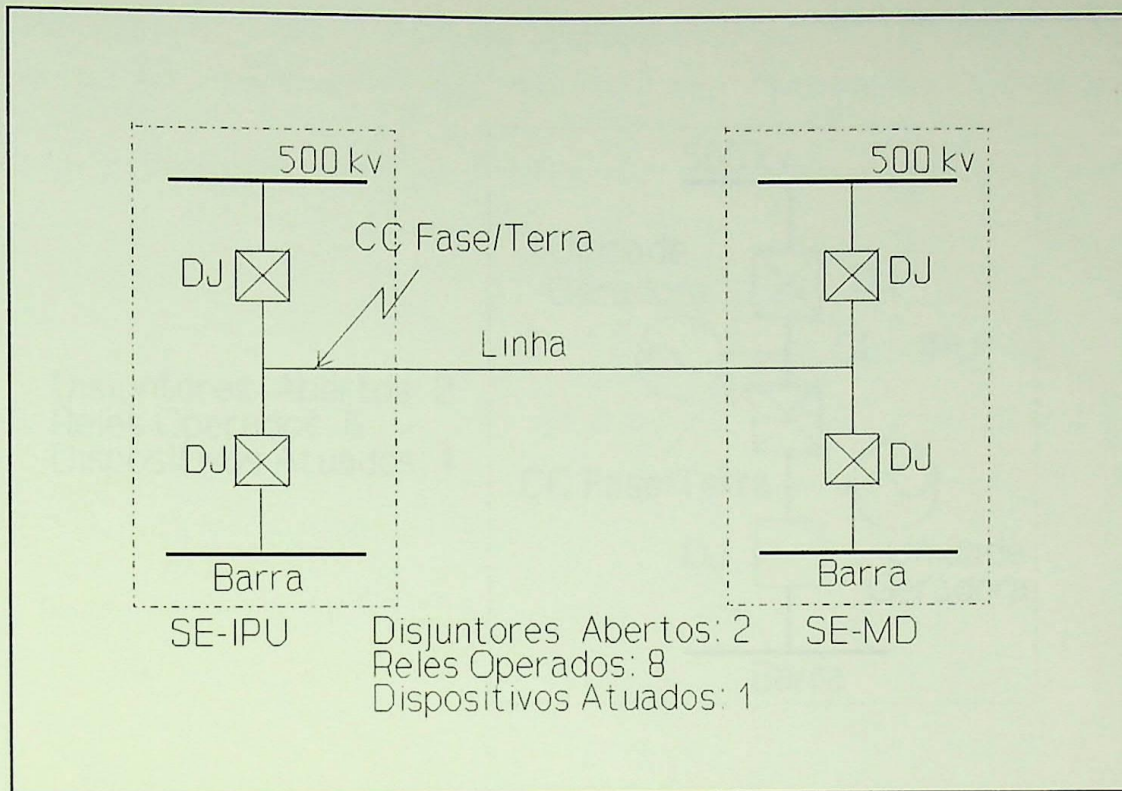 500 kv
500 kv
CC Fase/Terra
DJ
DJ
Linha
DJ
DJ
Barra
Barra
SE-IPU
SE-MD
Disjuntores Abertos: 2
Reles Operados: 8
Dispositivos Atuados: 1